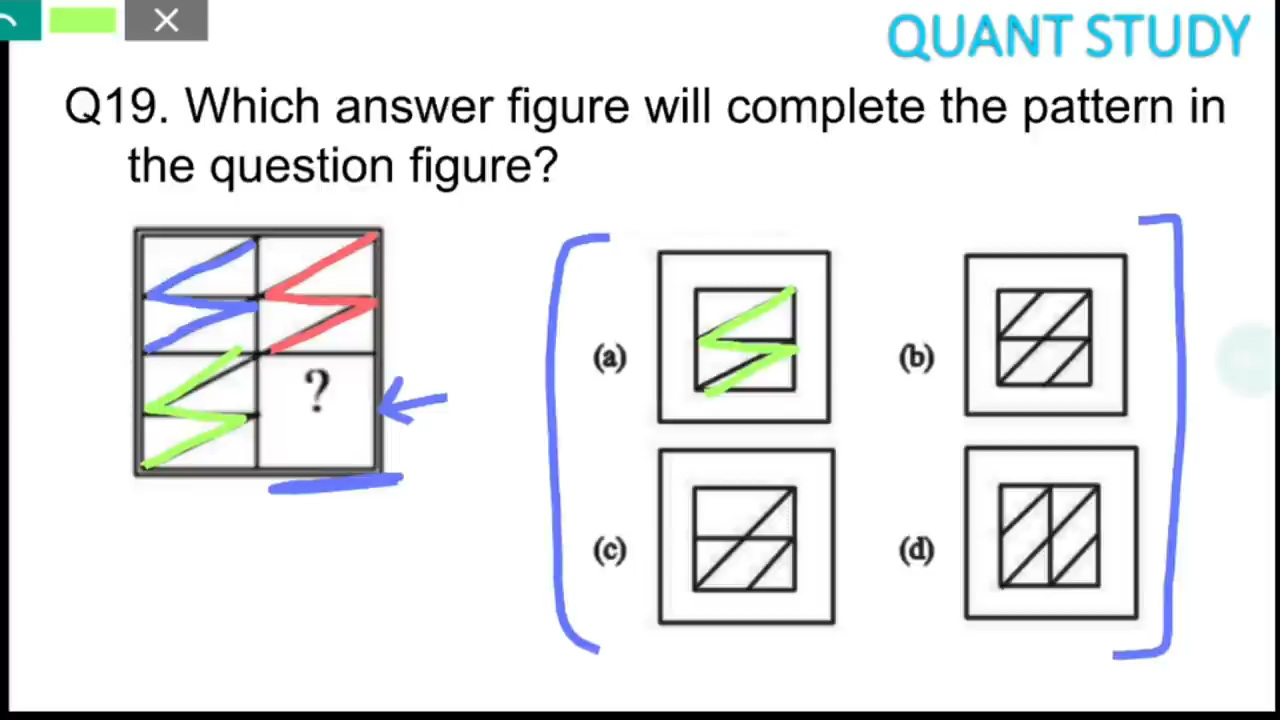 QUANT STUDY
Q19. Which answer figure will complete the pattern in
the question figure?
?
(a)
(b)
(c)
(d)